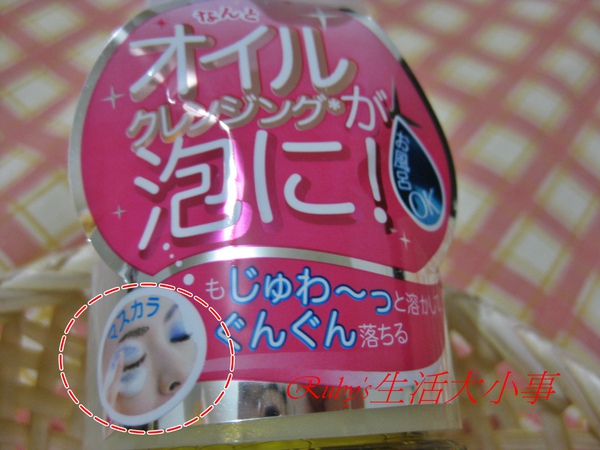 なんと
オイル
クレンジング*が
泡に!
お風呂OK
もじゅわ〜っと溶かして
マスカラ
ぐんぐん落ちる
Ruby's生活大小事